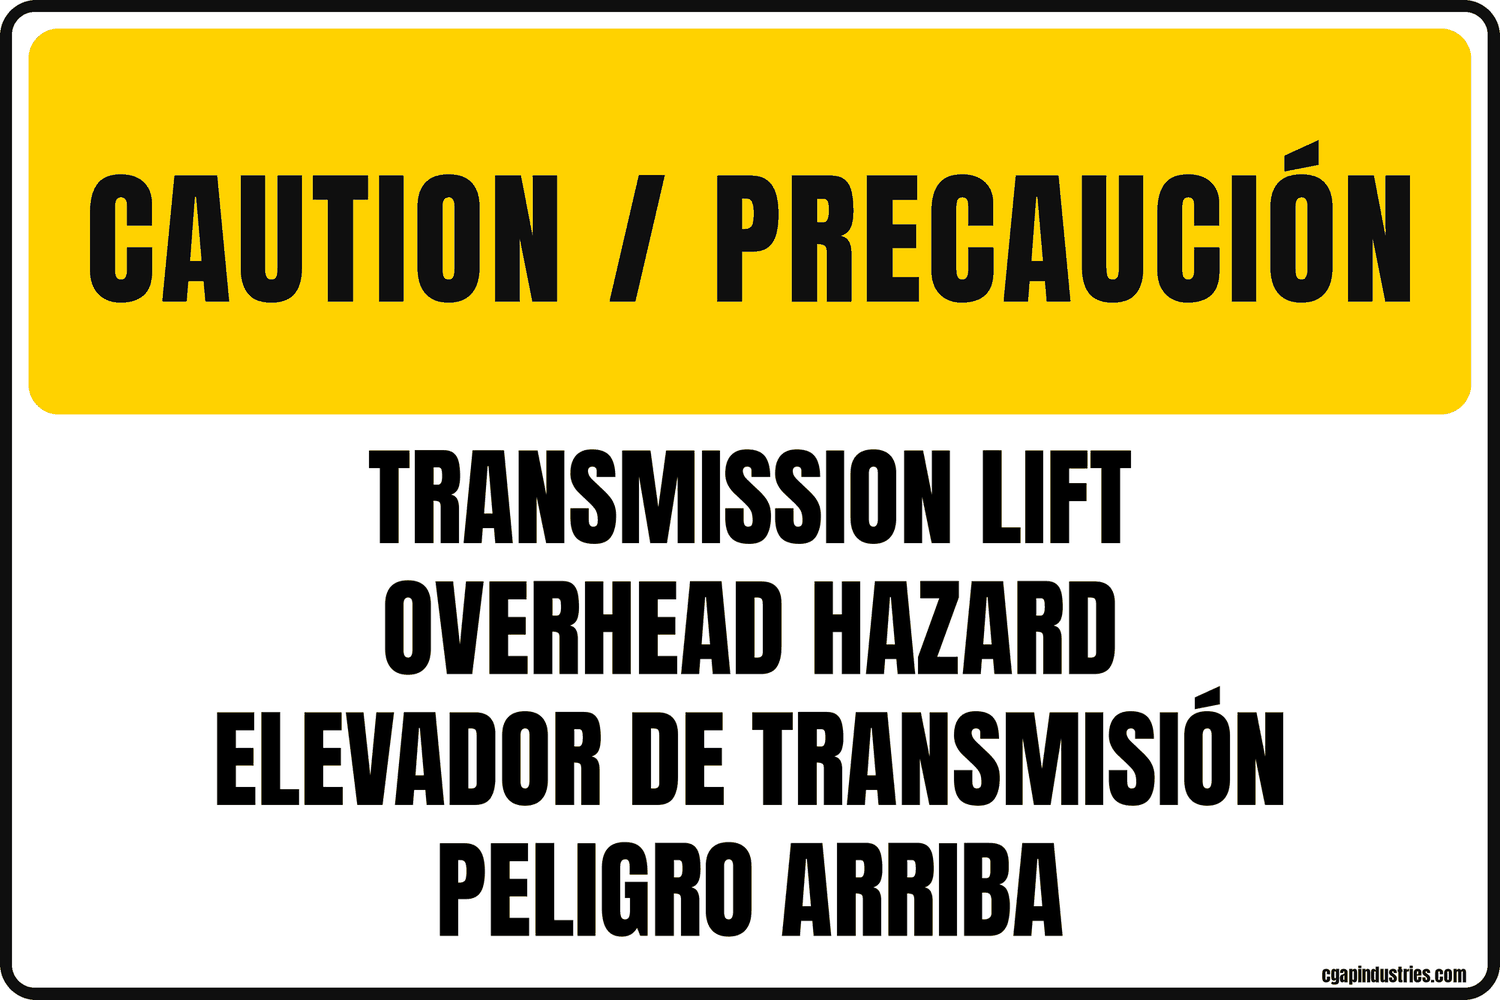 CAUTION / PRECAUCIÓN
TRANSMISSION LIFT
OVERHEAD HAZARD
ELEVADOR DE TRANSMISIÓN
PELIGRO ARRIBA
cgapindustries.com